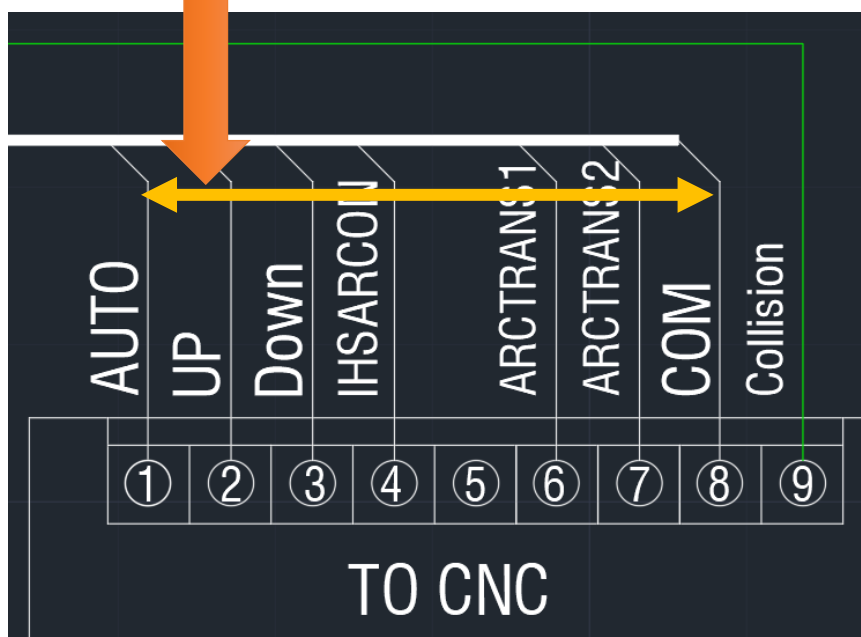 AUTO
UP
Down
IHSARCON
ARCTRANS1
ARCTRANS2
COM
Collision
① ② ③ ④ ⑤ ⑥ ⑦ ⑧ ⑨
TO CNC